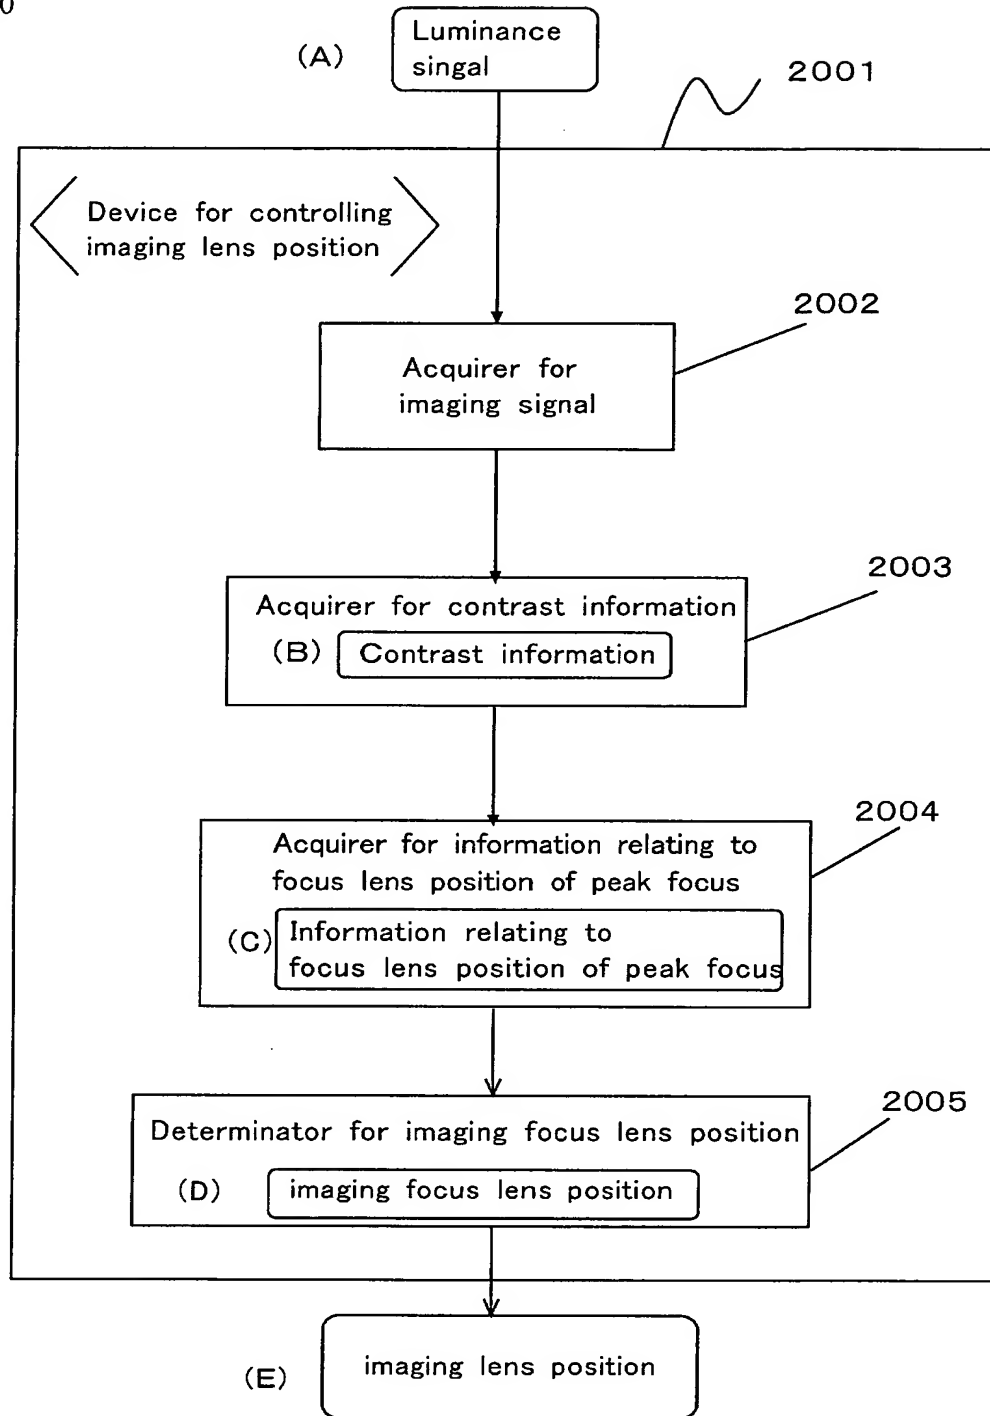 0
Luminance
(A)
singal
2001
Device for controlling
imaging lens position
2002
Acquirer for
imaging signal
2003
Acquirer for contrast information
(B) Contrast information
2004
Acquirer for information relating to
focus lens position of peak focus
(C) Information relating to
focus lens position of peak focus
2005
Determinator for imaging focus lens position
(D) imaging focus lens position
(E) imaging lens position